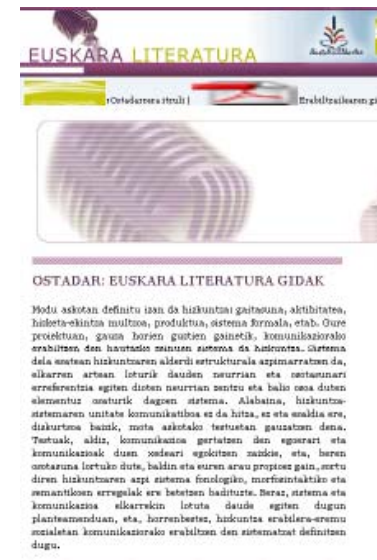 EUSKARA LITERATURA
Ostadarrera itzuli |
Erabiltzailearen gi
OSTADAR: EUSKARA LITERATURA GIDAK
Modu askotan definitu izan da hizkuntza: gaitasuna, aktibitatea,
hizketa-ekintza multzoa, produktua, sistema formala, etab. Gure
proiektuan, gauza horien guztien gainetik, komunikaziorako
erabiltzen den hautazko zeinuen sistema da hizkuntza. Sistema
dela esatean hizkuntzaren alderdi estrukturala azpimarratzen da,
elkarren artean loturik dauden neurrian eta osotasunari
erreferentzia egiten dioten neurrian zentzu eta balio osoa duten
elementuz osaturik dagoen sistema. Alabaina, hizkuntza-
sistemaren unitate komunikatiboa ez da hitza, ez eta esaldia ere,
diskurtsoa baizik, mota askotako testuetan gauzatzen dena.
Testuak, aldiz, komunikazioa gertatzen den egoerari eta
komunikazioak duen xedeari egokitzen zaizkie, eta, beren
osotasuna lortuko dute, baldin eta euren arau propioez gain, sortu
diren hizkuntzaren azpi sistema fonologiko, morfosintaktiko eta
semantikoen erregelak ere betetzen badituzte. Beraz, sistema eta
komunikazioa elkarrekin lotuta daude egiten dugun
planteamenduan, eta, horrenbestez, hizkuntza erabilera-eremu
sozialetan komunikaziorako erabiltzen den sistematzat definitzen
dugu.